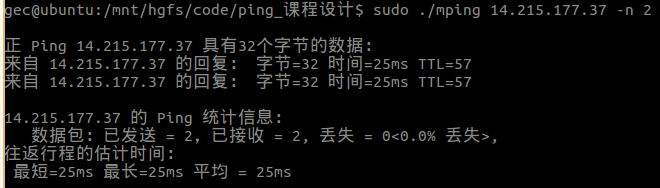 gec@ubuntu:/mnt/hgfs/code/ping_课程设计$ sudo ./mping 14.215.177.37 -n 2
正 Ping 14.215.177.37 具有32个字节的数据:
来自 14.215.177.37 的回复: 字节=32 时间=25ms TTL=57
来自 14.215.177.37 的回复: 字节=32 时间=25ms TTL=57
14.215.177.37 的 Ping 统计信息:
数据包: 已发送 = 2, 已接收 = 2, 丢失 = 0<0.0% 丢失>,
往返行程的估计时间:
最短=25ms 最长=25ms 平均 = 25ms